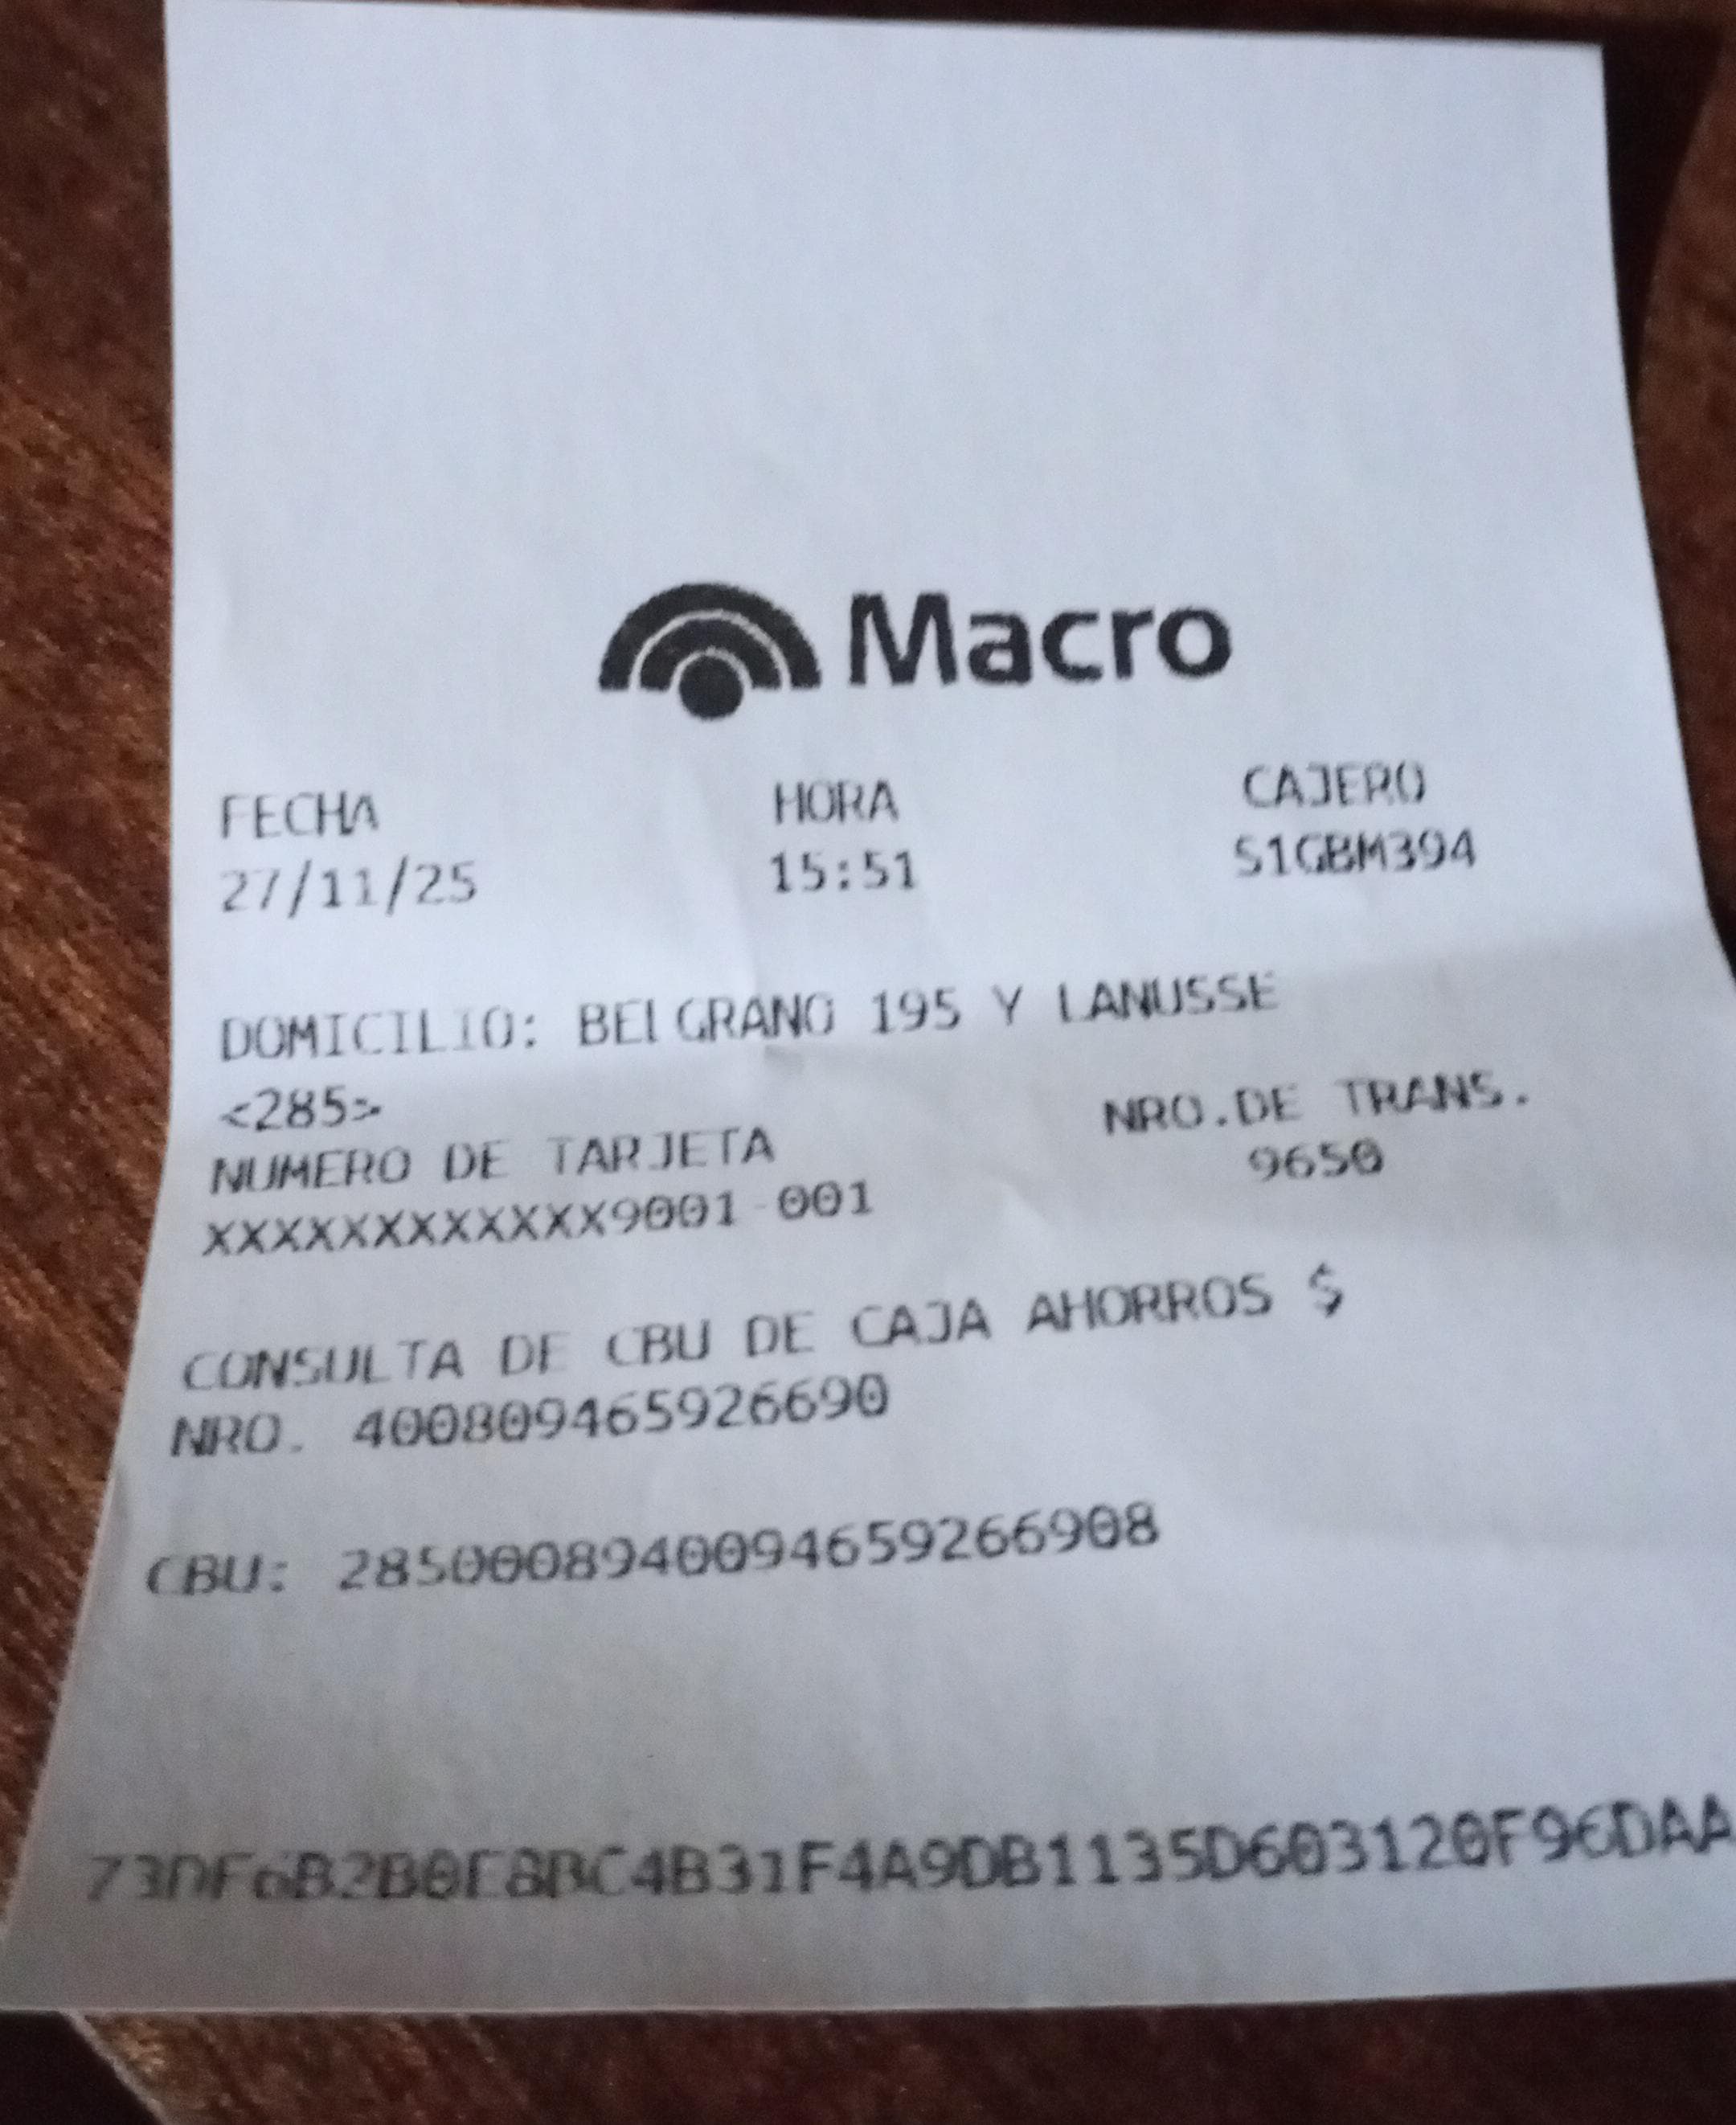 Macro
FECHA HORA CAJERO
27/11/25 15:51 S1GBM394
DOMICILIO: BELGRANO 195 Y LANUSSE
<285>
NUMERO DE TARJETA NRO.DE TRANS.
XXXXXXXXXXXX9001-001 9650
CONSULTA DE CBU DE CAJA AHORROS $
NRO. 400809465926690
CBU: 2850008940094659266908
73DF6B2B0E8BC4B31F4A9DB1135D603120F96DAA